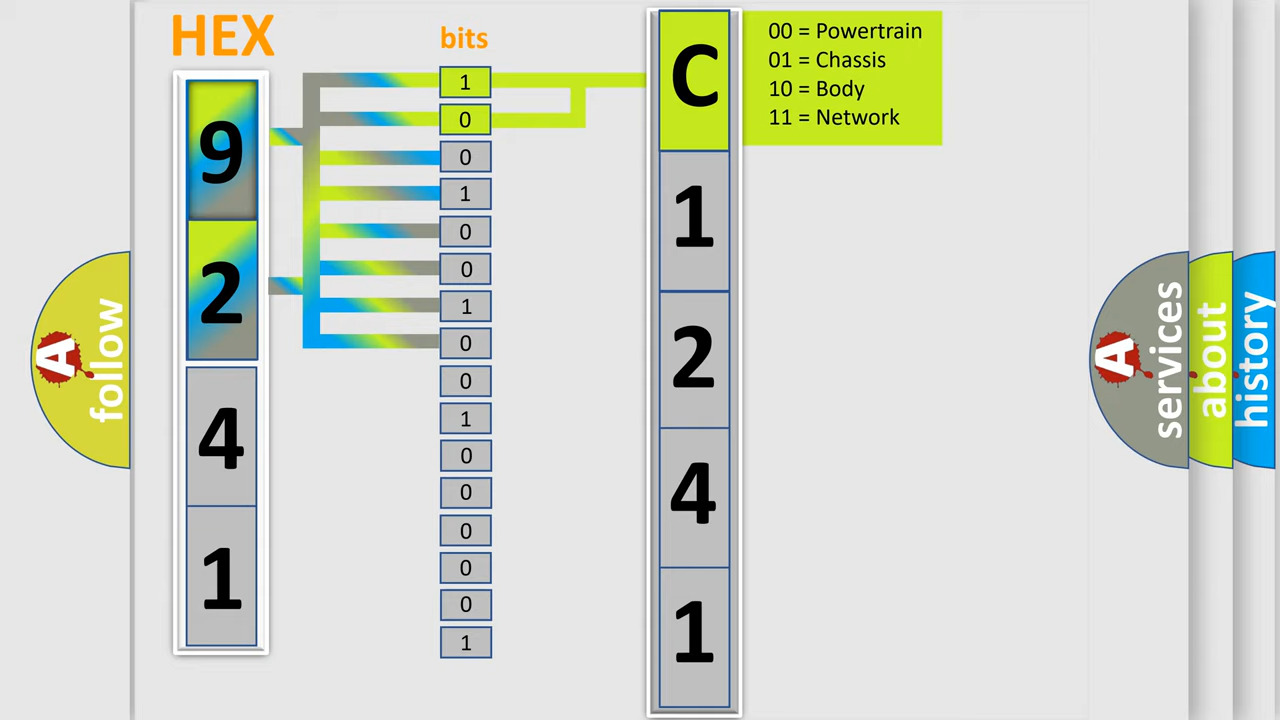 HEX
bits
9
2
4
1
1
0
0
1
0
0
1
0
0
1
0
0
0
0
0
1
C
1
2
4
1
00 = Powertrain
01 = Chassis
10 = Body
11 = Network
A
follow
A
services
about
history